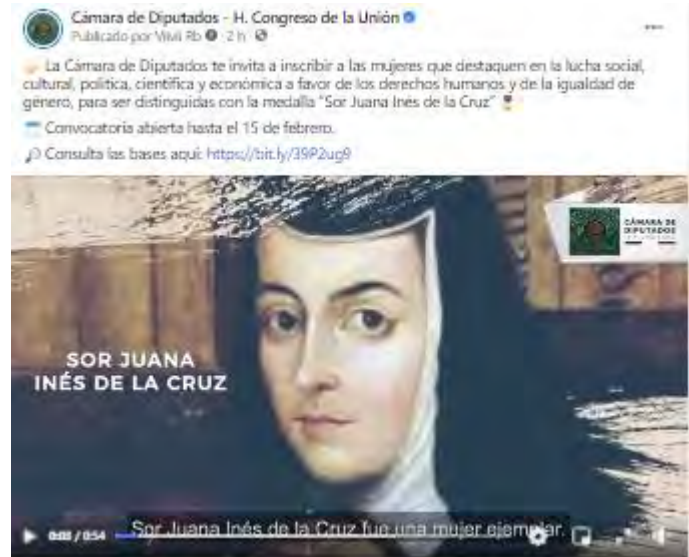 Cámara de Diputados - H. Congreso de la Unión
Publicado por Viivii Rb · 2 h ·
La Cámara de Diputados te invita a inscribir a las mujeres que destaquen en la lucha social,
cultural, política, científica y económica a favor de los derechos humanos y de la igualdad de
género, para ser distinguidas con la medalla "Sor Juana Inés de la Cruz"
Convocatoria abierta hasta el 15 de febrero.
Consulta las bases aquí: https://bit.ly/39P2ug9
CÁMARA DE
DIPUTADOS
SOR JUANA
INÉS DE LA CRUZ
Sor Juana Inés de la Cruz fue una mujer ejemplar.
0:03 / 0:54